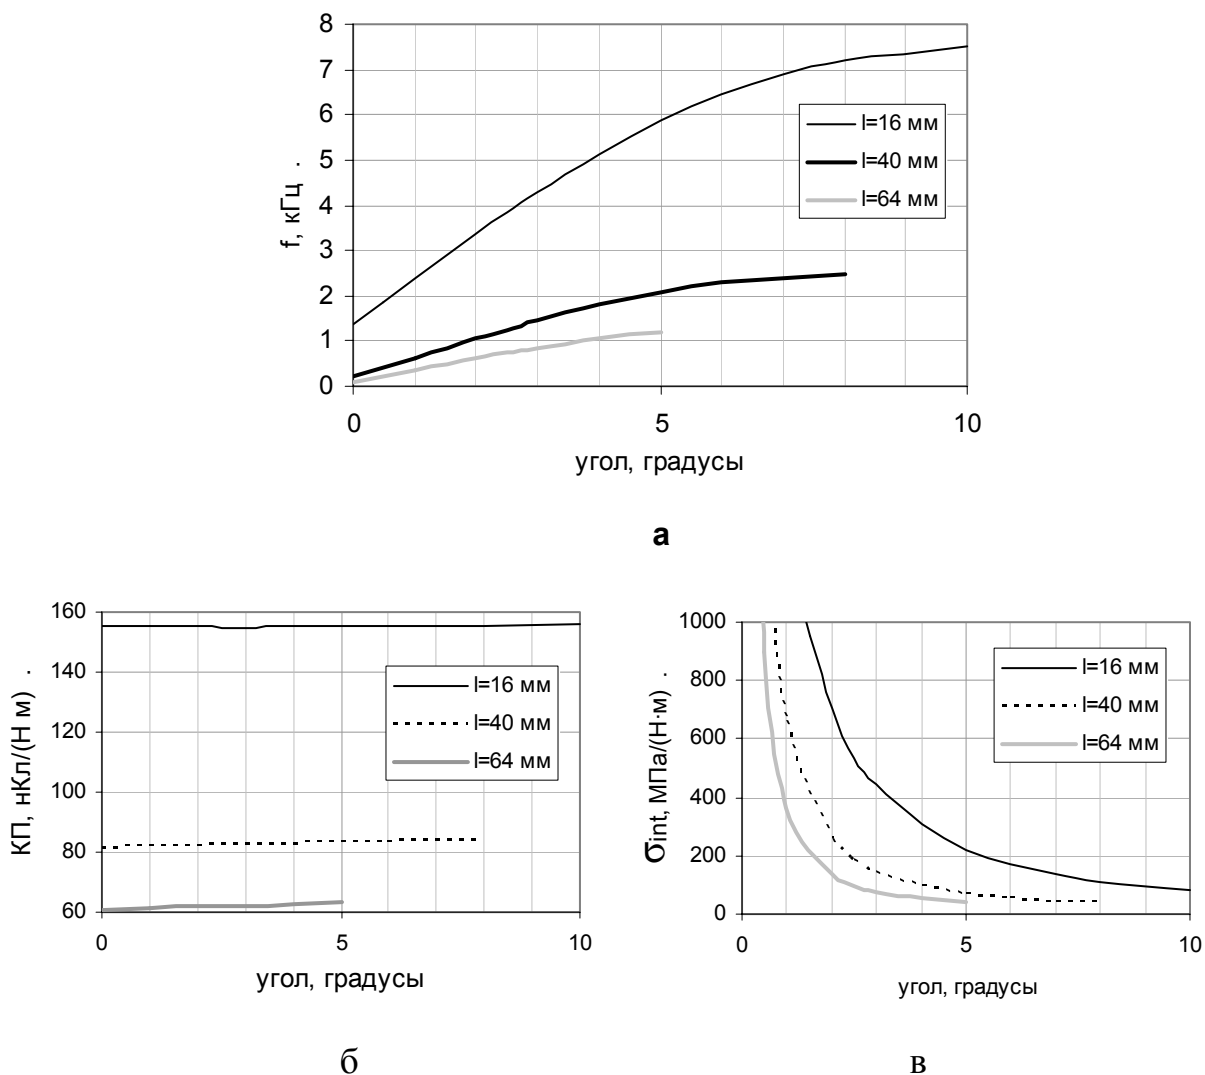 8
7
6
5
4
3
2
1
0
f, кГц .
l=16 мм
l=40 мм
l=64 мм
0 5 10
угол, градусы
а
160
140
120
100
80
60
КП, нКл/(Н м) .
l=16 мм
l=40 мм
l=64 мм
0 5 10
угол, градусы
б
1000
800
600
400
200
0
σint, МПа/(Н·м) .
l=16 мм
l=40 мм
l=64 мм
0 5 10
угол, градусы
в